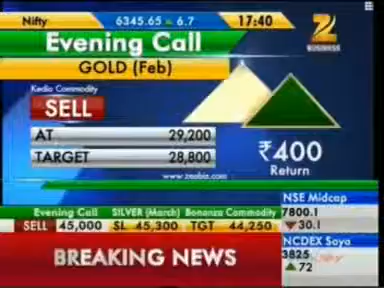 Nifty 6345.65 ▲ 6.7 17:40
Z
BUSINESS
Evening Call
GOLD (Feb)
Kedia Commodity
SELL
AT 29,200
TARGET 28,800
₹400
Return
www.zeebiz.com
NSE Midcap
7800.1
▼ 30.1
Evening Call SILVER (March) Bonanza Commodity
SELL 45,000 SL 45,300 TGT 44,250
NCDEX Soya
3825
▲ 72
BREAKING NEWS